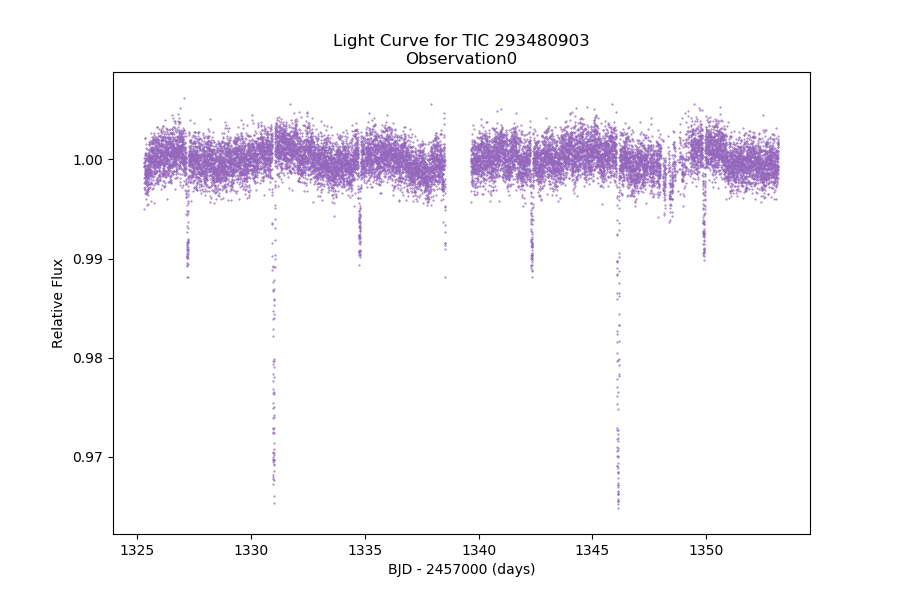 Light Curve for TIC 293480903
Observation0
1.00
0.99
0.98
0.97
Relative Flux
1325
1330
1335
1340
1345
1350
BJD - 2457000 (days)